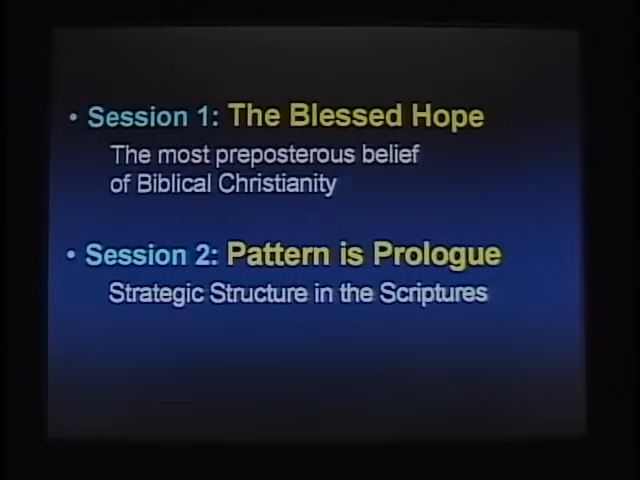 • Session 1: The Blessed Hope
The most preposterous belief
of Biblical Christianity
• Session 2: Pattern is Prologue
Strategic Structure in the Scriptures